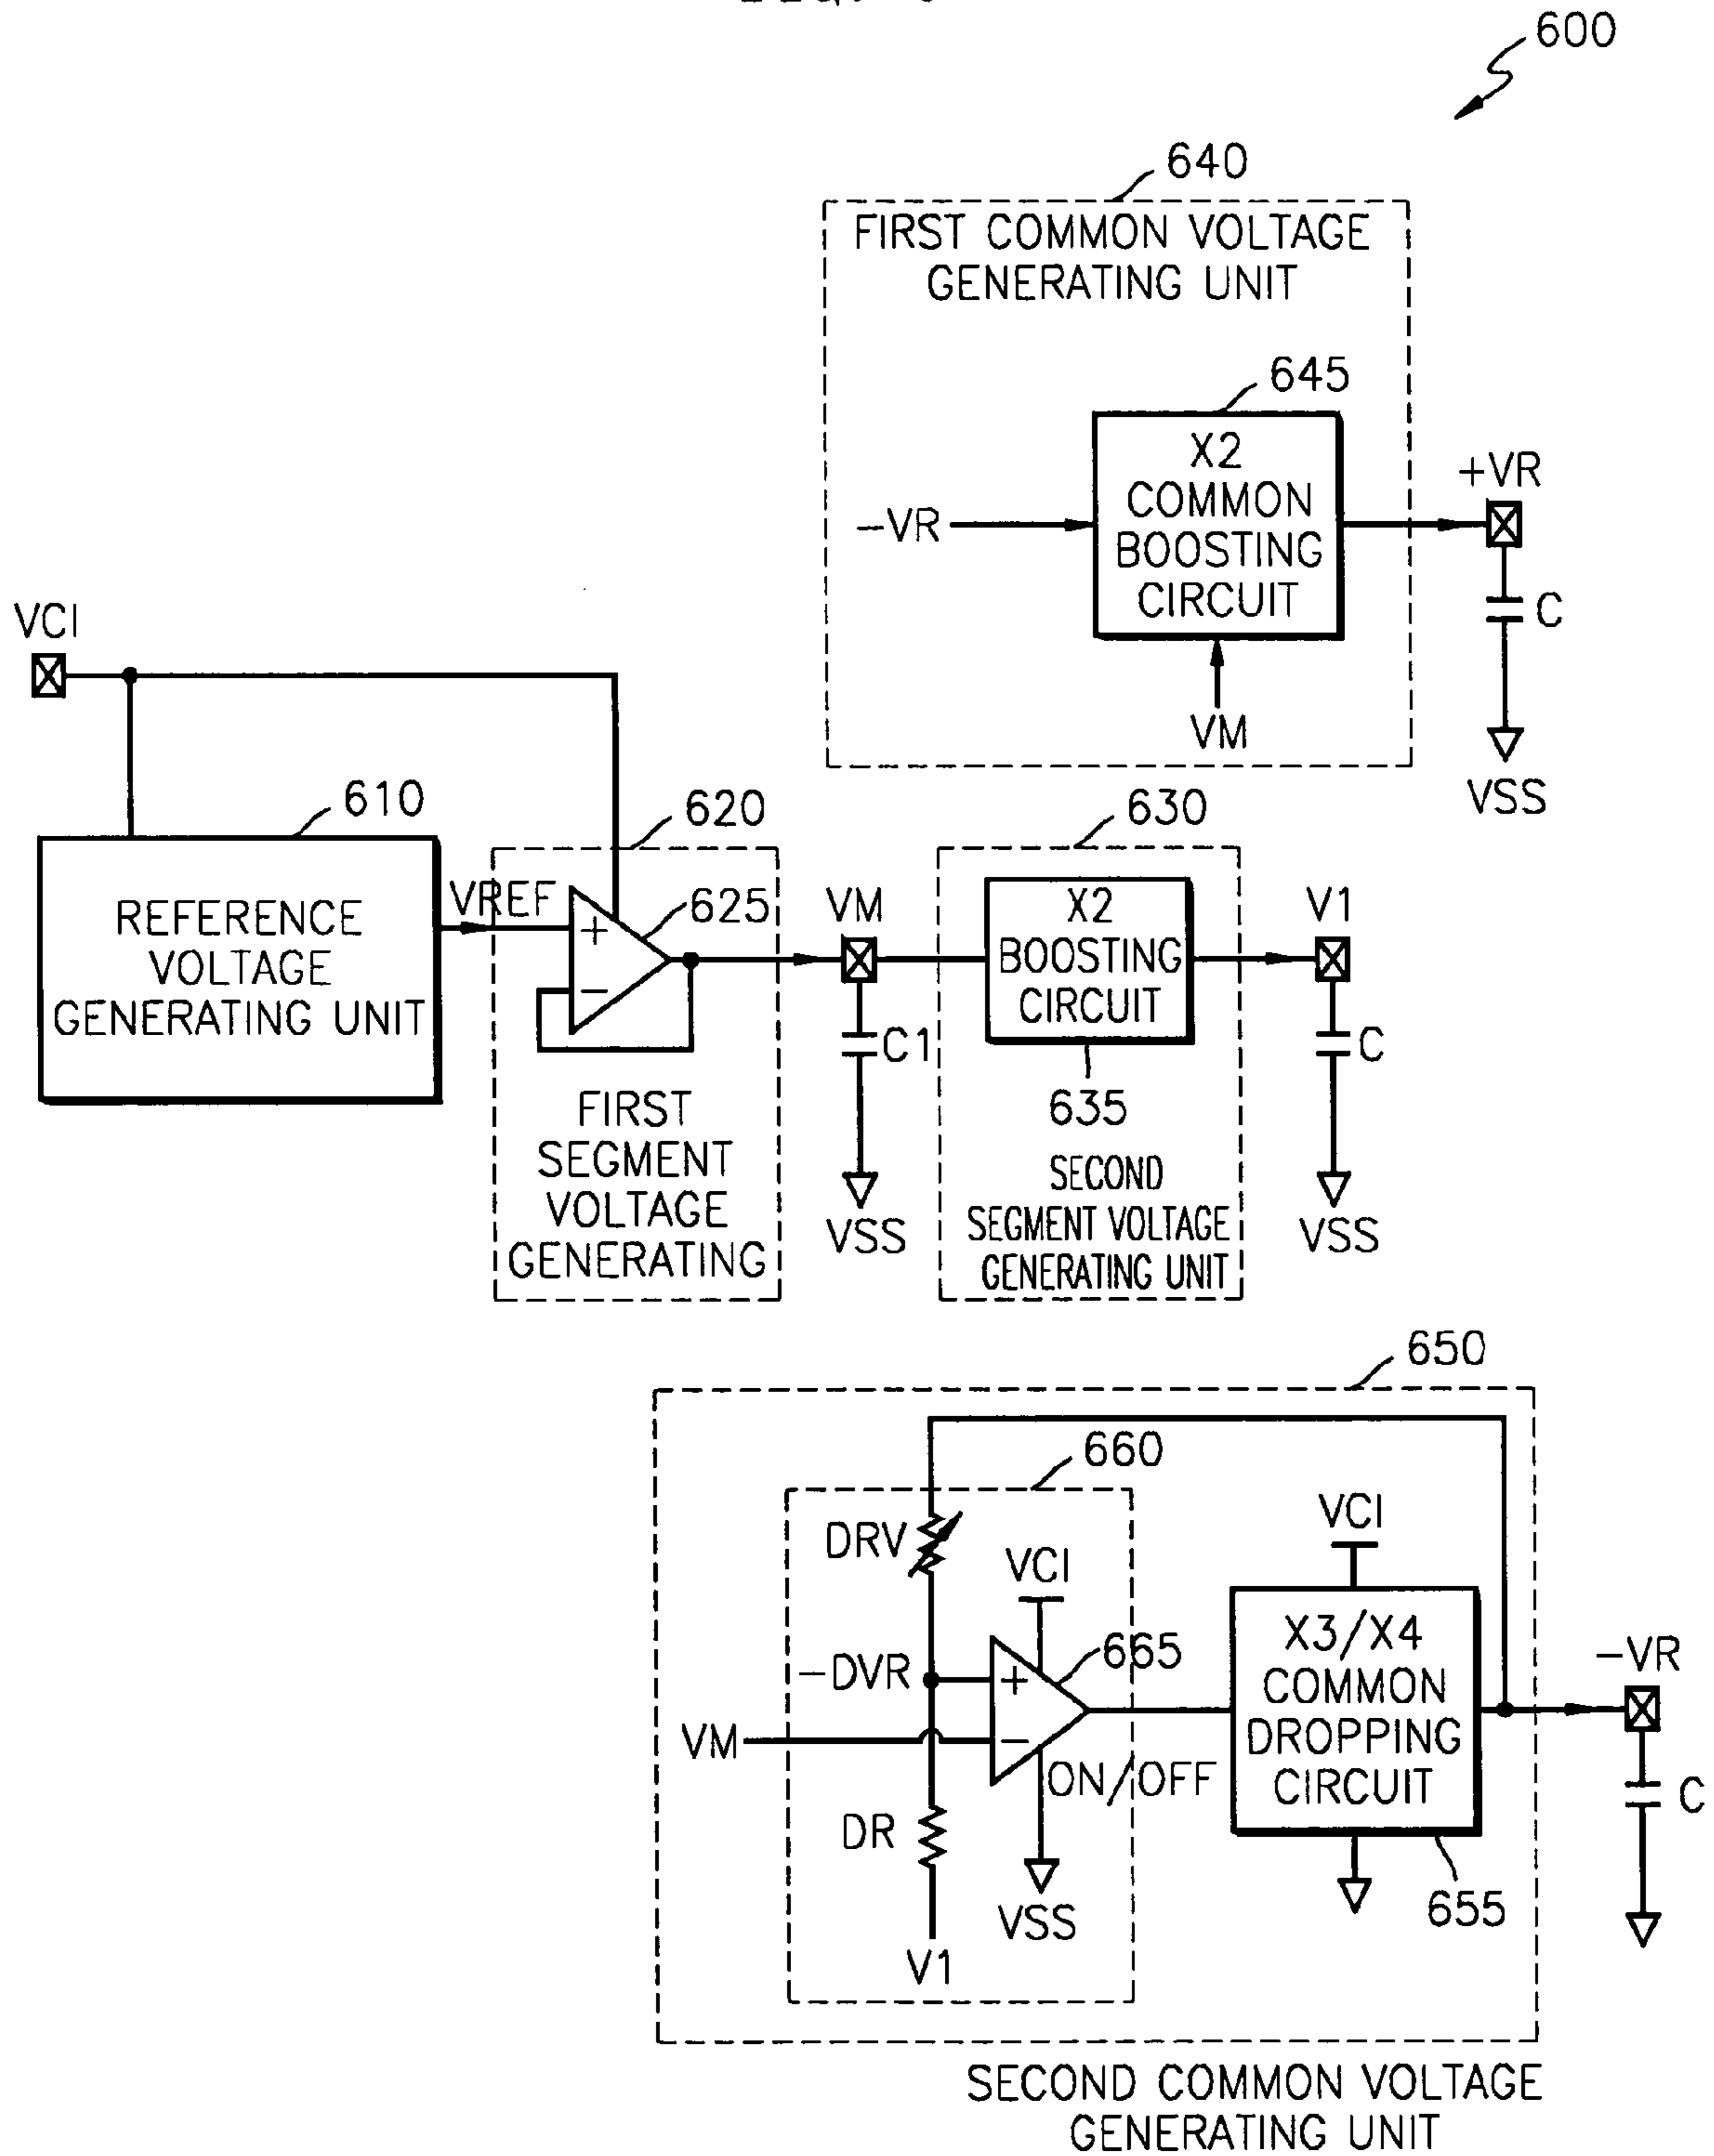 600
640
FIRST COMMON VOLTAGE
GENERATING UNIT
645
X2
COMMON
BOOSTING
CIRCUIT
-VR
+VR
C
VM
VSS
VCI
610
REFERENCE
VOLTAGE
GENERATING UNIT
VREF
620
625
+
-
FIRST
SEGMENT
VOLTAGE
GENERATING
VM
C1
VSS
630
X2
BOOSTING
CIRCUIT
635
SECOND
SEGMENT VOLTAGE
GENERATING UNIT
V1
C
VSS
650
660
DRV
VCI
-DVR
+
665
VM
-
ON/OFF
DR
VSS
V1
VCI
X3/X4
COMMON
DROPPING
CIRCUIT
655
-VR
C
SECOND COMMON VOLTAGE
GENERATING UNIT